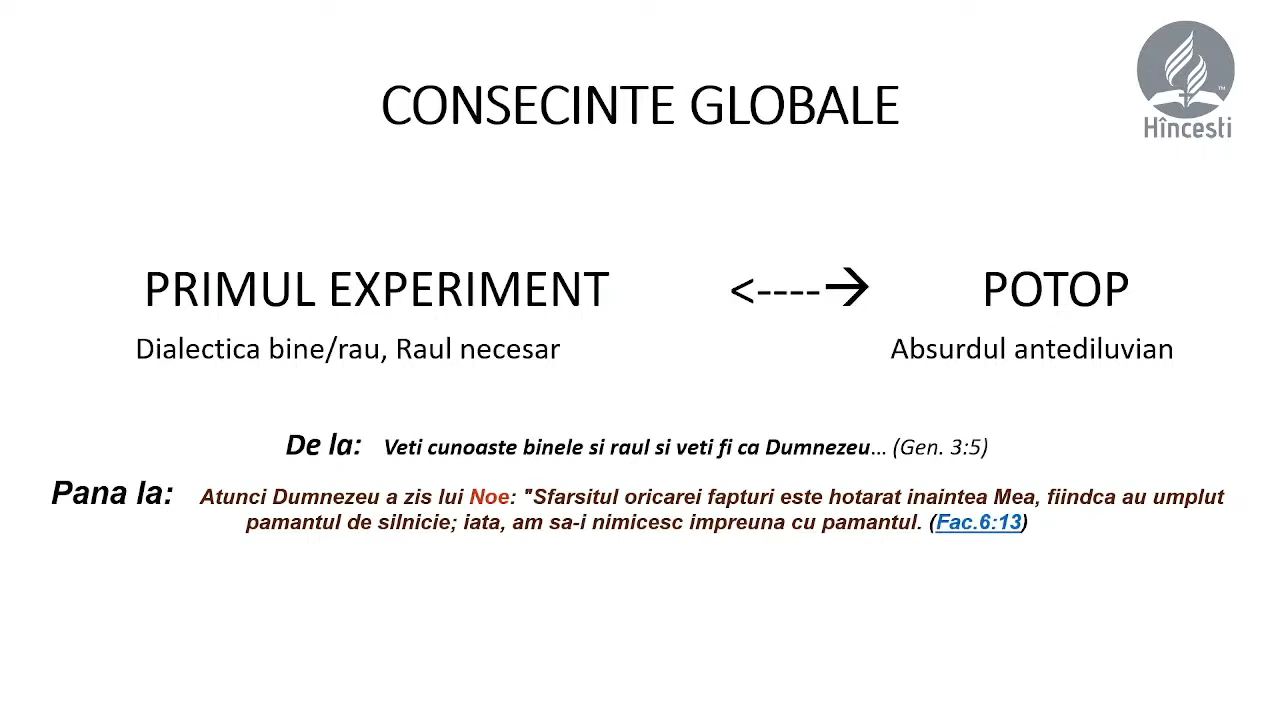 CONSECINTE GLOBALE
™
Hîncesti
PRIMUL EXPERIMENT <----→ POTOP
Dialectica bine/rau, Raul necesar Absurdul antediluvian
De la: Veti cunoaste binele si raul si veti fi ca Dumnezeu... (Gen. 3:5)
Pana la: Atunci Dumnezeu a zis lui Noe: "Sfarsitul oricarei fapturi este hotarat inaintea Mea, fiindca au umplut
pamantul de silnicie; iata, am sa-i nimicesc impreuna cu pamantul. (Fac.6:13)